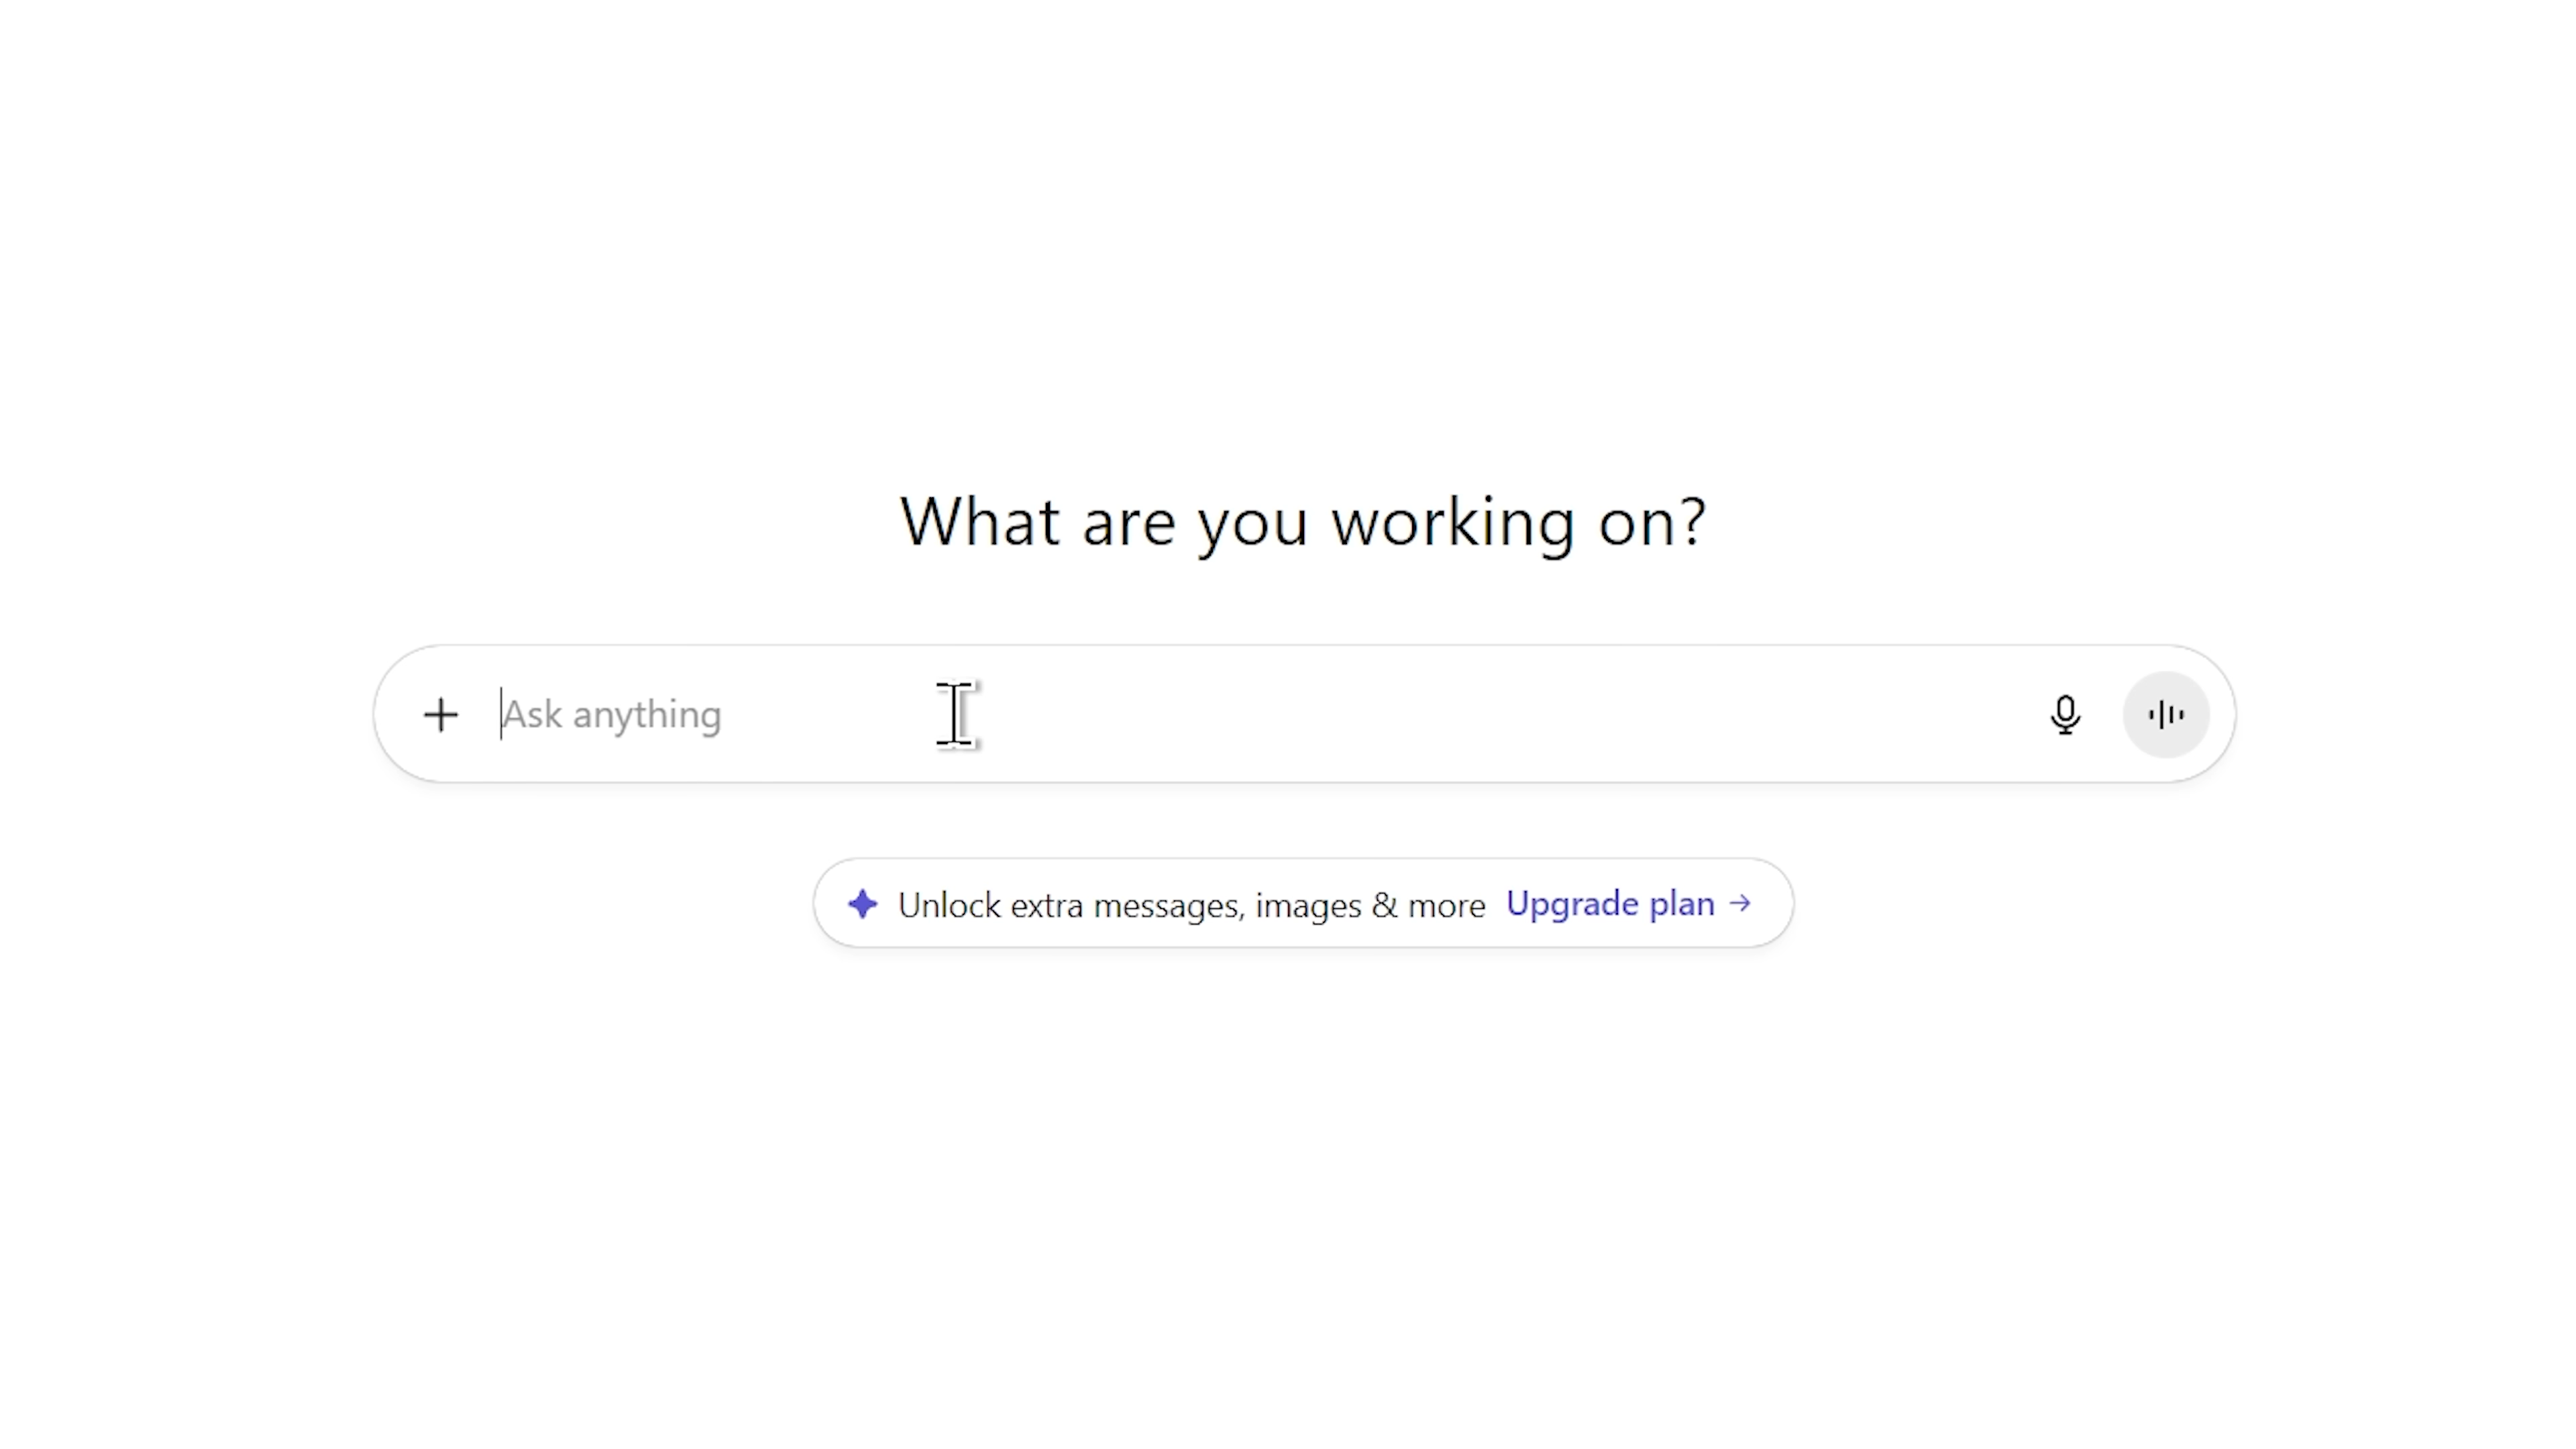 What are you working on?
Ask anything
Unlock extra messages, images & more Upgrade plan →